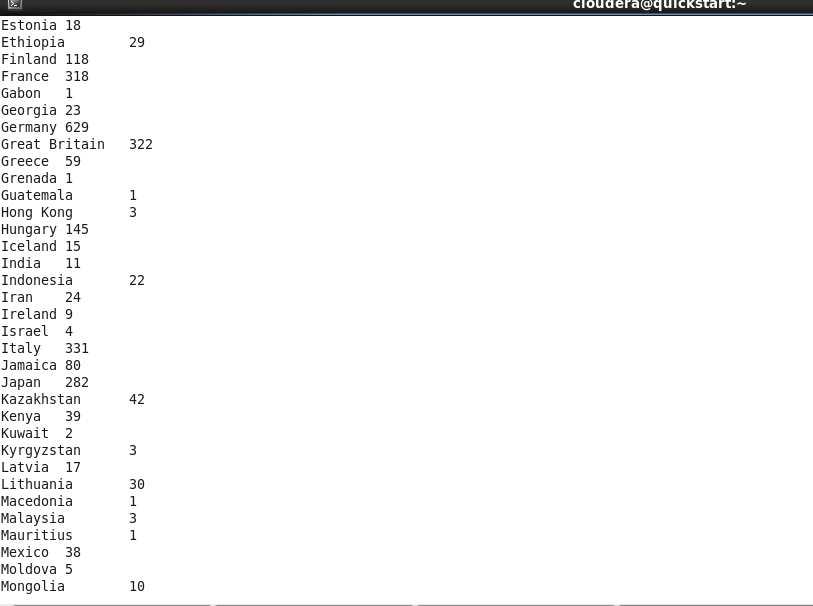 cloudera@quickstart:~
Estonia 18
Ethiopia 29
Finland 118
France 318
Gabon 1
Georgia 23
Germany 629
Great Britain 322
Greece 59
Grenada 1
Guatemala 1
Hong Kong 3
Hungary 145
Iceland 15
India 11
Indonesia 22
Iran 24
Ireland 9
Israel 4
Italy 331
Jamaica 80
Japan 282
Kazakhstan 42
Kenya 39
Kuwait 2
Kyrgyzstan 3
Latvia 17
Lithuania 30
Macedonia 1
Malaysia 3
Mauritius 1
Mexico 38
Moldova 5
Mongolia 10